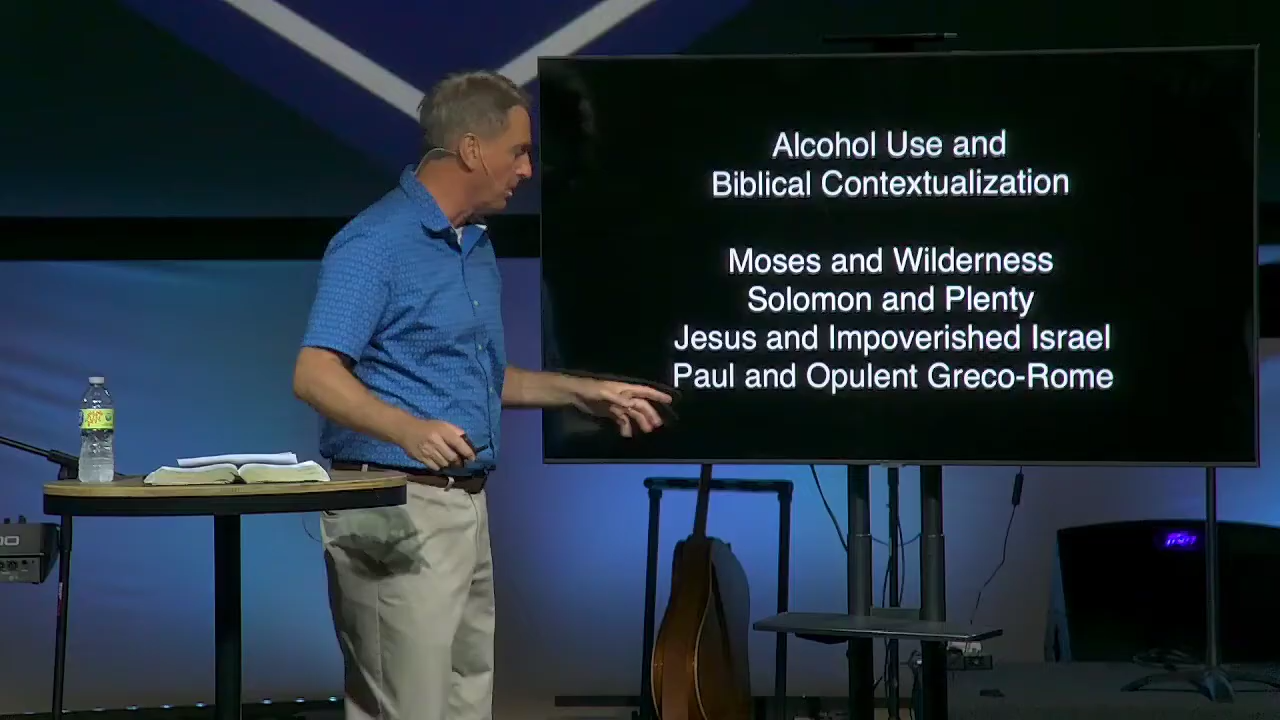 Alcohol Use and
Biblical Contextualization
Moses and Wilderness
Solomon and Plenty
Jesus and Impoverished Israel
Paul and Opulent Greco-Rome